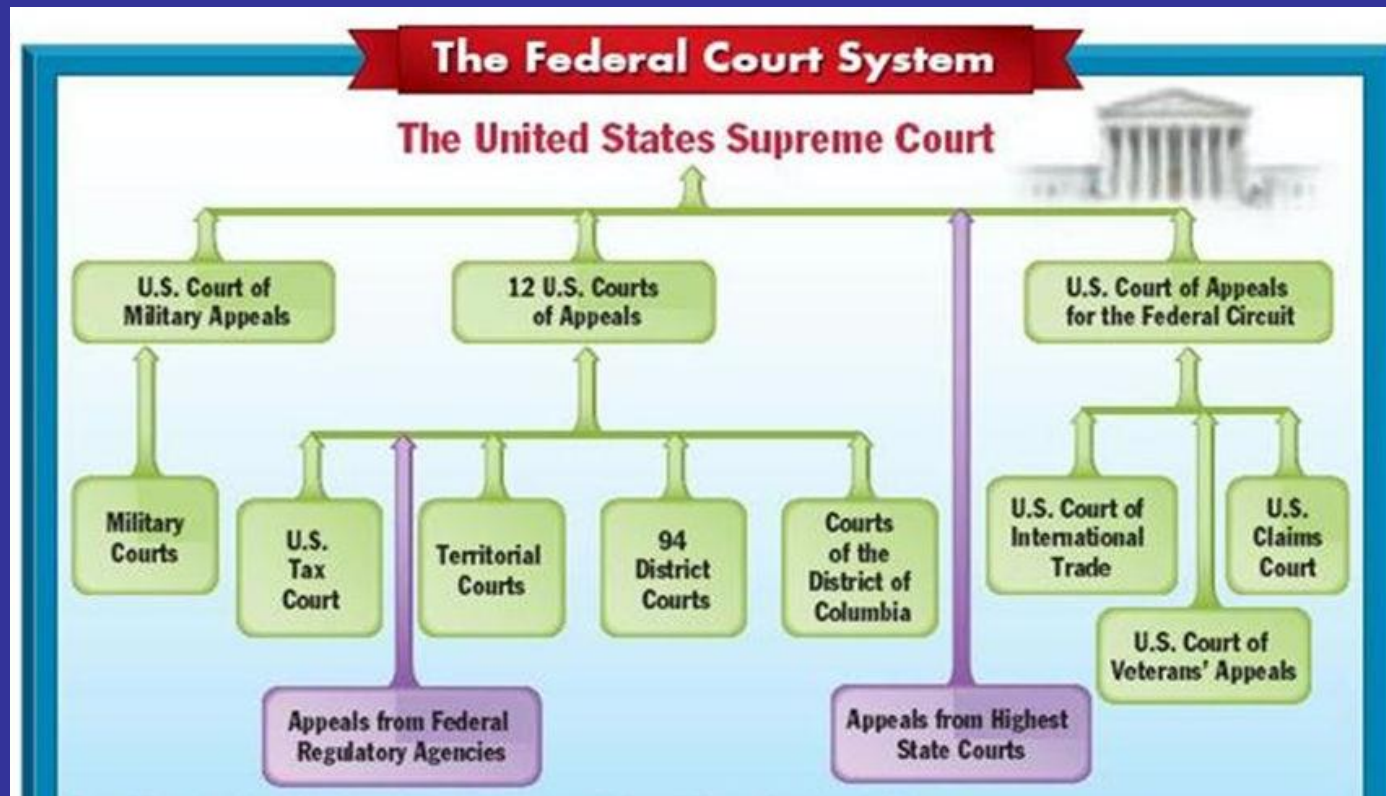 The Federal Court System
The United States Supreme Court
U.S. Court of
Military Appeals
12 U.S. Courts
of Appeals
U.S. Court of Appeals
for the Federal Circuit
Military
Courts
U.S.
Tax
Court
Territorial
Courts
94
District
Courts
Courts
of the
District of
Columbia
U.S. Court of
International
Trade
U.S.
Claims
Court
U.S. Court of
Veterans' Appeals
Appeals from Federal
Regulatory Agencies
Appeals from Highest
State Courts